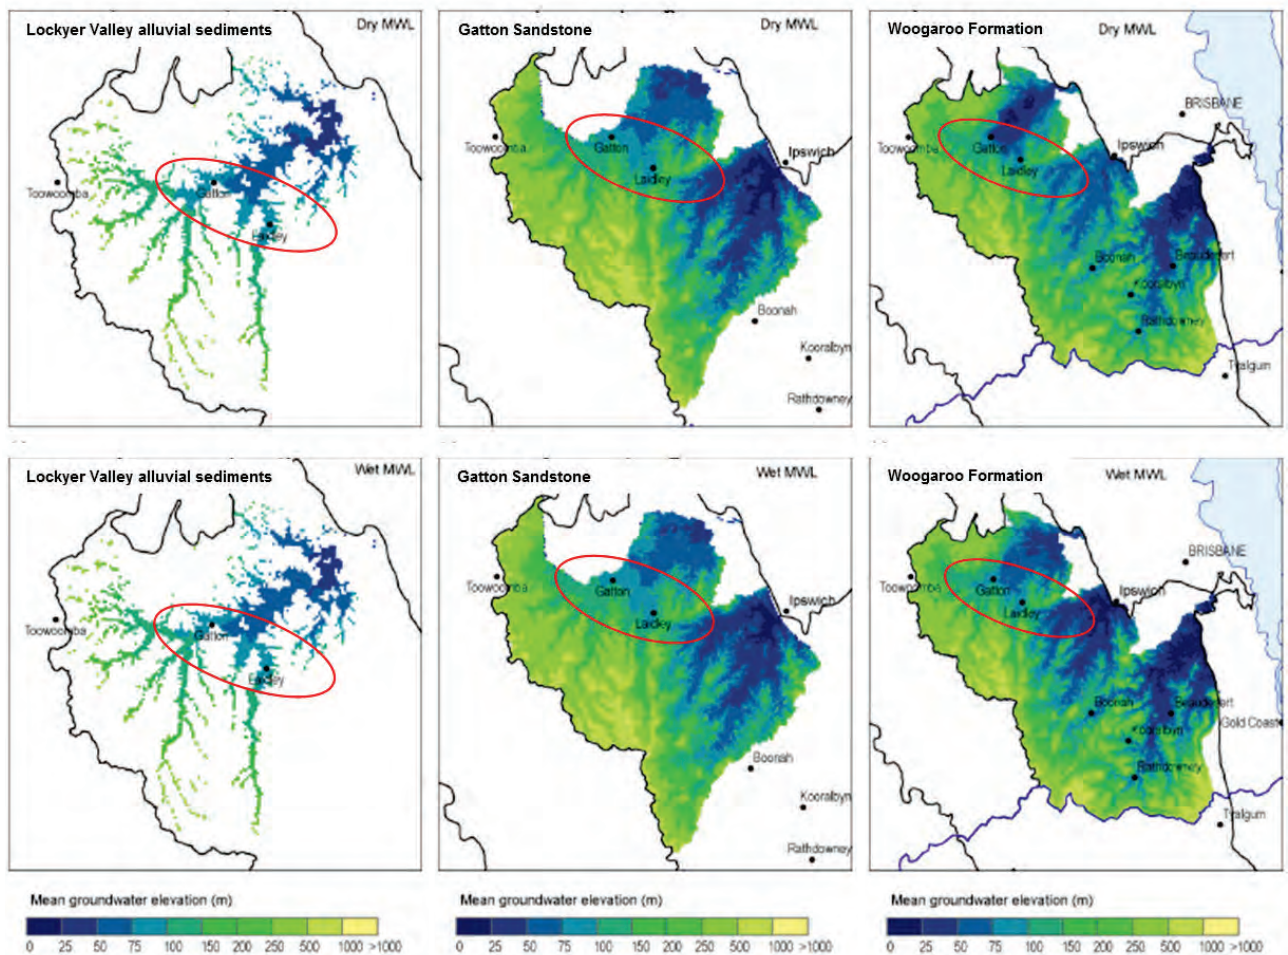 Lockyer Valley alluvial sediments
Dry MWL
Toowoomba
Gatton
Laidley
Gatton Sandstone
Dry MWL
Toowoomba
Gatton
Laidley
Ipswich
Boonah
Kooralbyn
Rathdowney
Woogaroo Formation
Dry MWL
BRISBANE
Toowoomba
Gatton
Laidley
Ipswich
Boonah
Beaudesert
Kooralbyn
Rathdowney
Tyalgum
Lockyer Valley alluvial sediments
Wet MWL
Toowoomba
Gatton
Laidley
Gatton Sandstone
Wet MWL
Toowoomba
Gatton
Laidley
Ipswich
Boonah
Kooralbyn
Rathdowney
Woogaroo Formation
Wet MWL
BRISBANE
Toowoomba
Gatton
Laidley
Ipswich
Boonah
Beaudesert
Gold Coast
Kooralbyn
Rathdowney
Tyalgum
Mean groundwater elevation (m)
0 25 50 75 100 150 200 250 500 1000 >1000
Mean groundwater elevation (m)
0 25 50 75 100 150 200 250 500 1000 >1000
Mean groundwater elevation (m)
0 25 50 75 100 150 200 250 500 1000 >1000